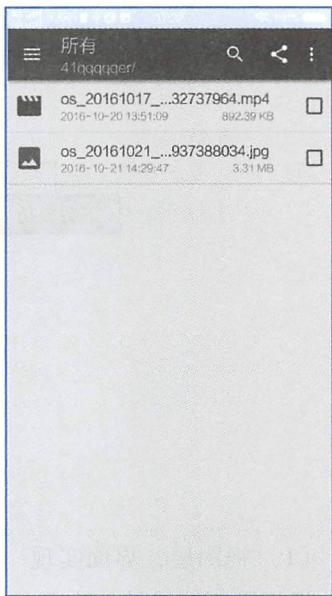 所有
41qqqqer/
os_20161017_...32737964.mp4
2016-10-20 13:51:09 892.39 KB
os_20161021_...937388034.jpg
2016-10-21 14:29:47 3.31 MB